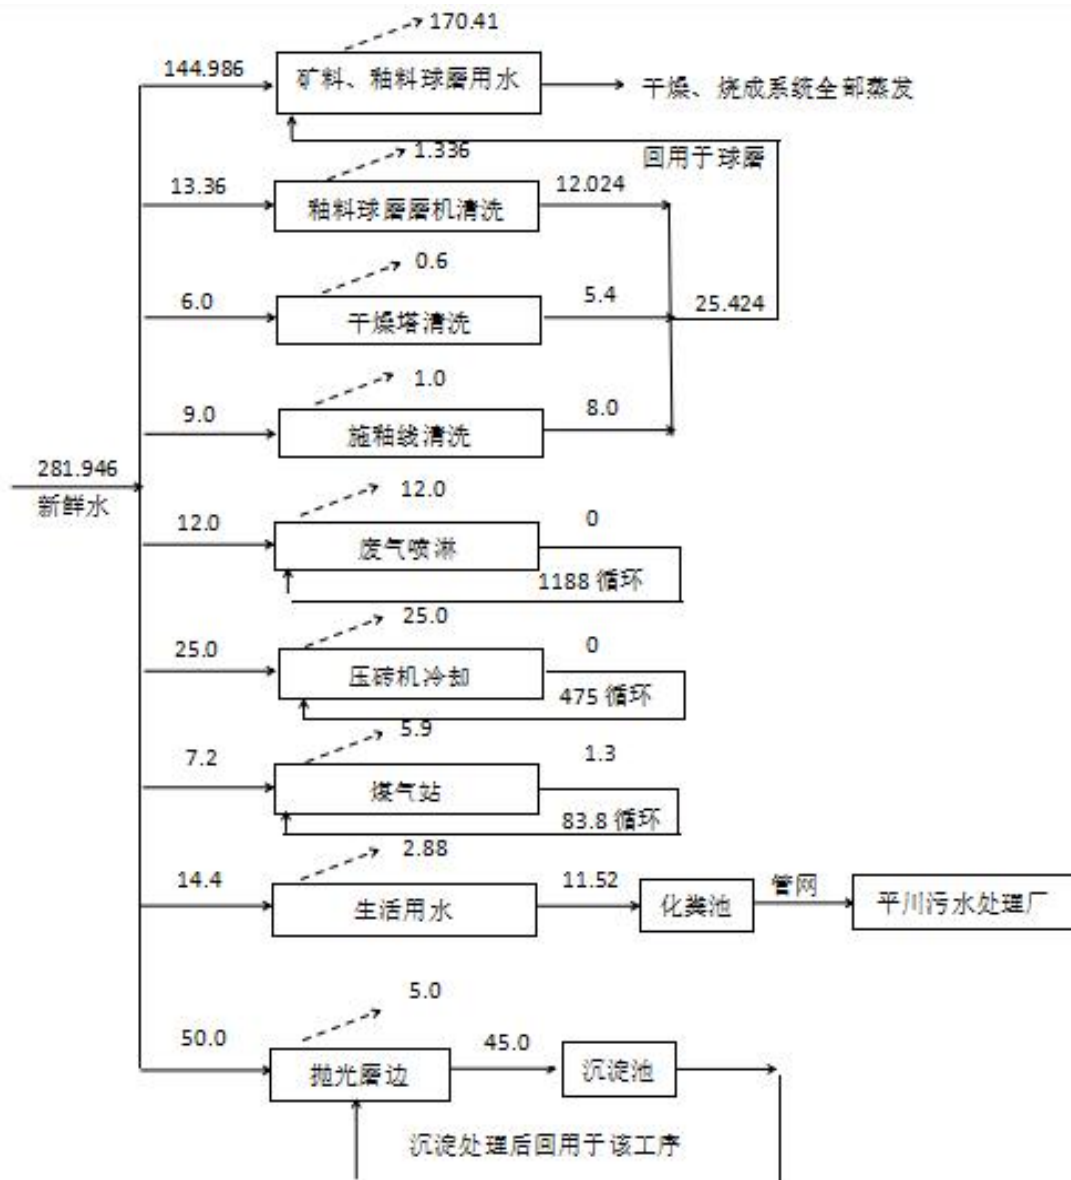 170.41
144.986
矿料、釉料球磨用水
干燥、烧成系统全部蒸发
回用于球磨
1.336
13.36
釉料球磨磨机清洗
12.024
0.6
6.0
干燥塔清洗
5.4
25.424
1.0
9.0
施釉线清洗
8.0
281.946
新鲜水
12.0
12.0
废气喷淋
0
1188 循环
25.0
25.0
压砖机冷却
0
475 循环
5.9
7.2
煤气站
1.3
83.8 循环
2.88
14.4
生活用水
11.52
化粪池
管网
平川污水处理厂
5.0
50.0
抛光磨边
45.0
沉淀池
沉淀处理后回用于该工序